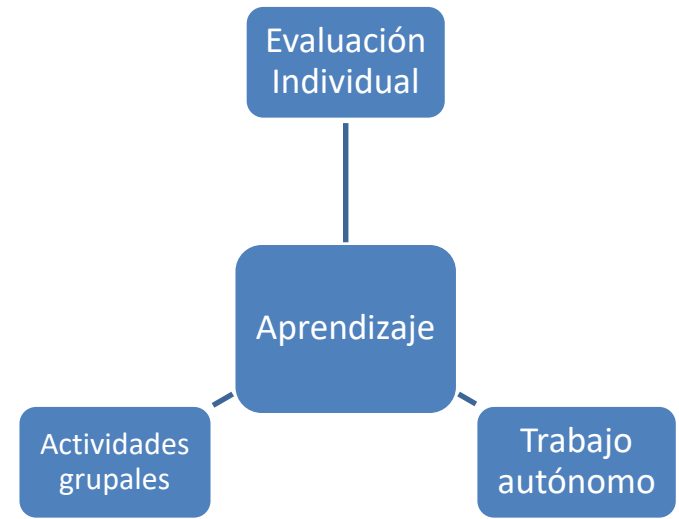 Evaluación
Individual
Aprendizaje
Actividades
grupales
Trabajo
autónomo